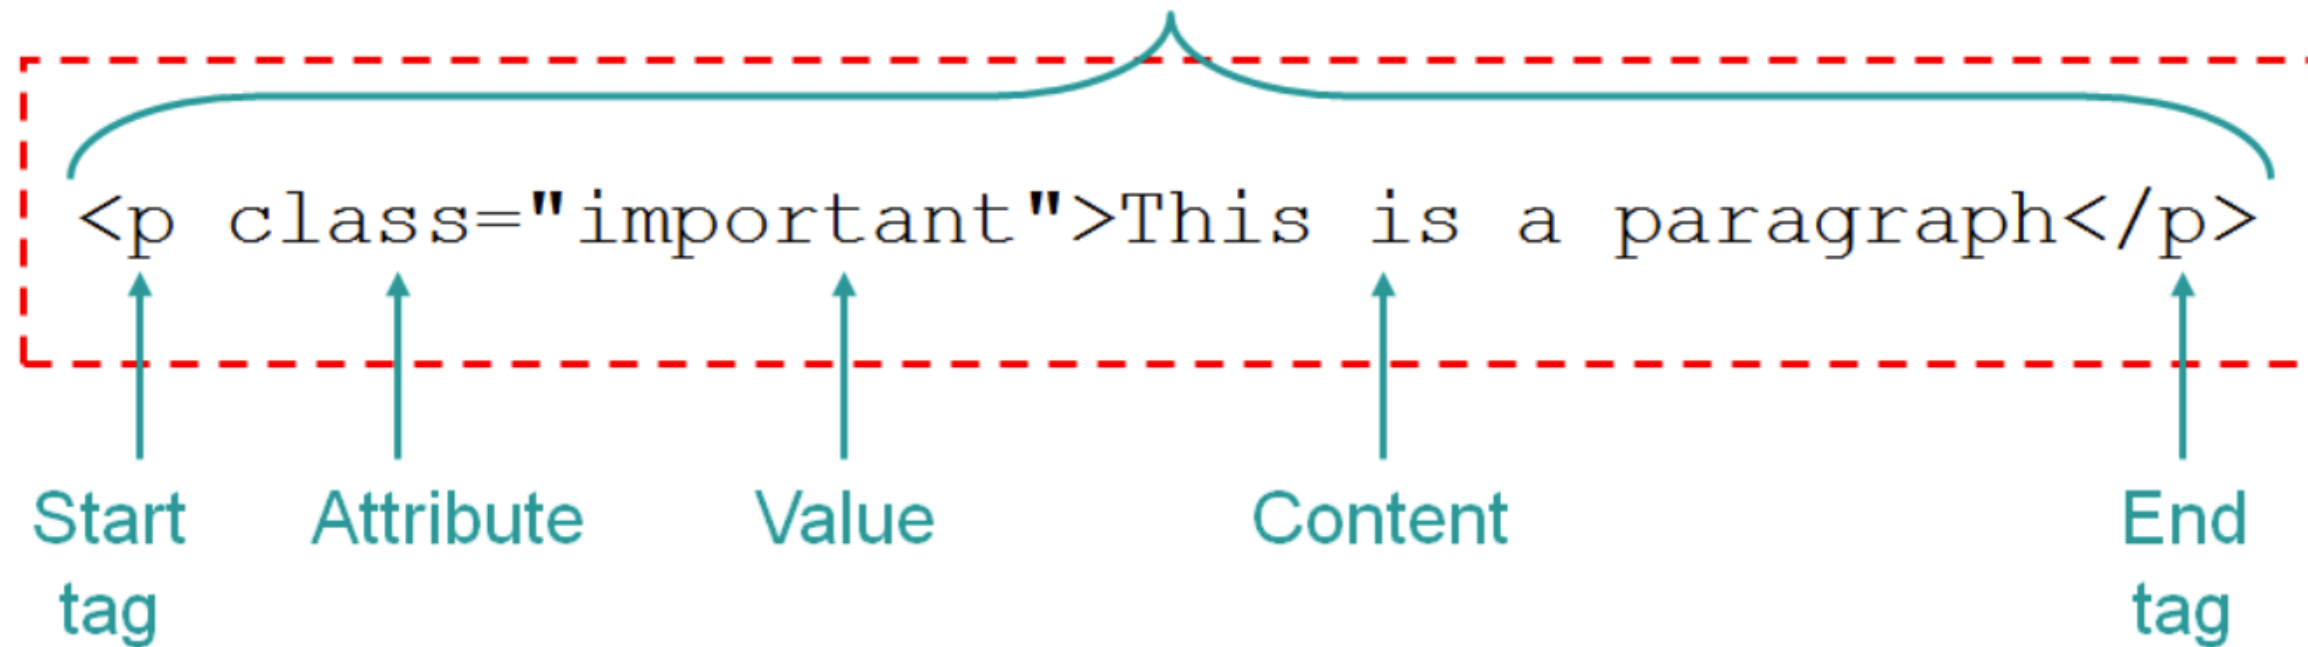 <p class="important">This is a paragraph</p>
Start tag
Attribute
Value
Content
End tag